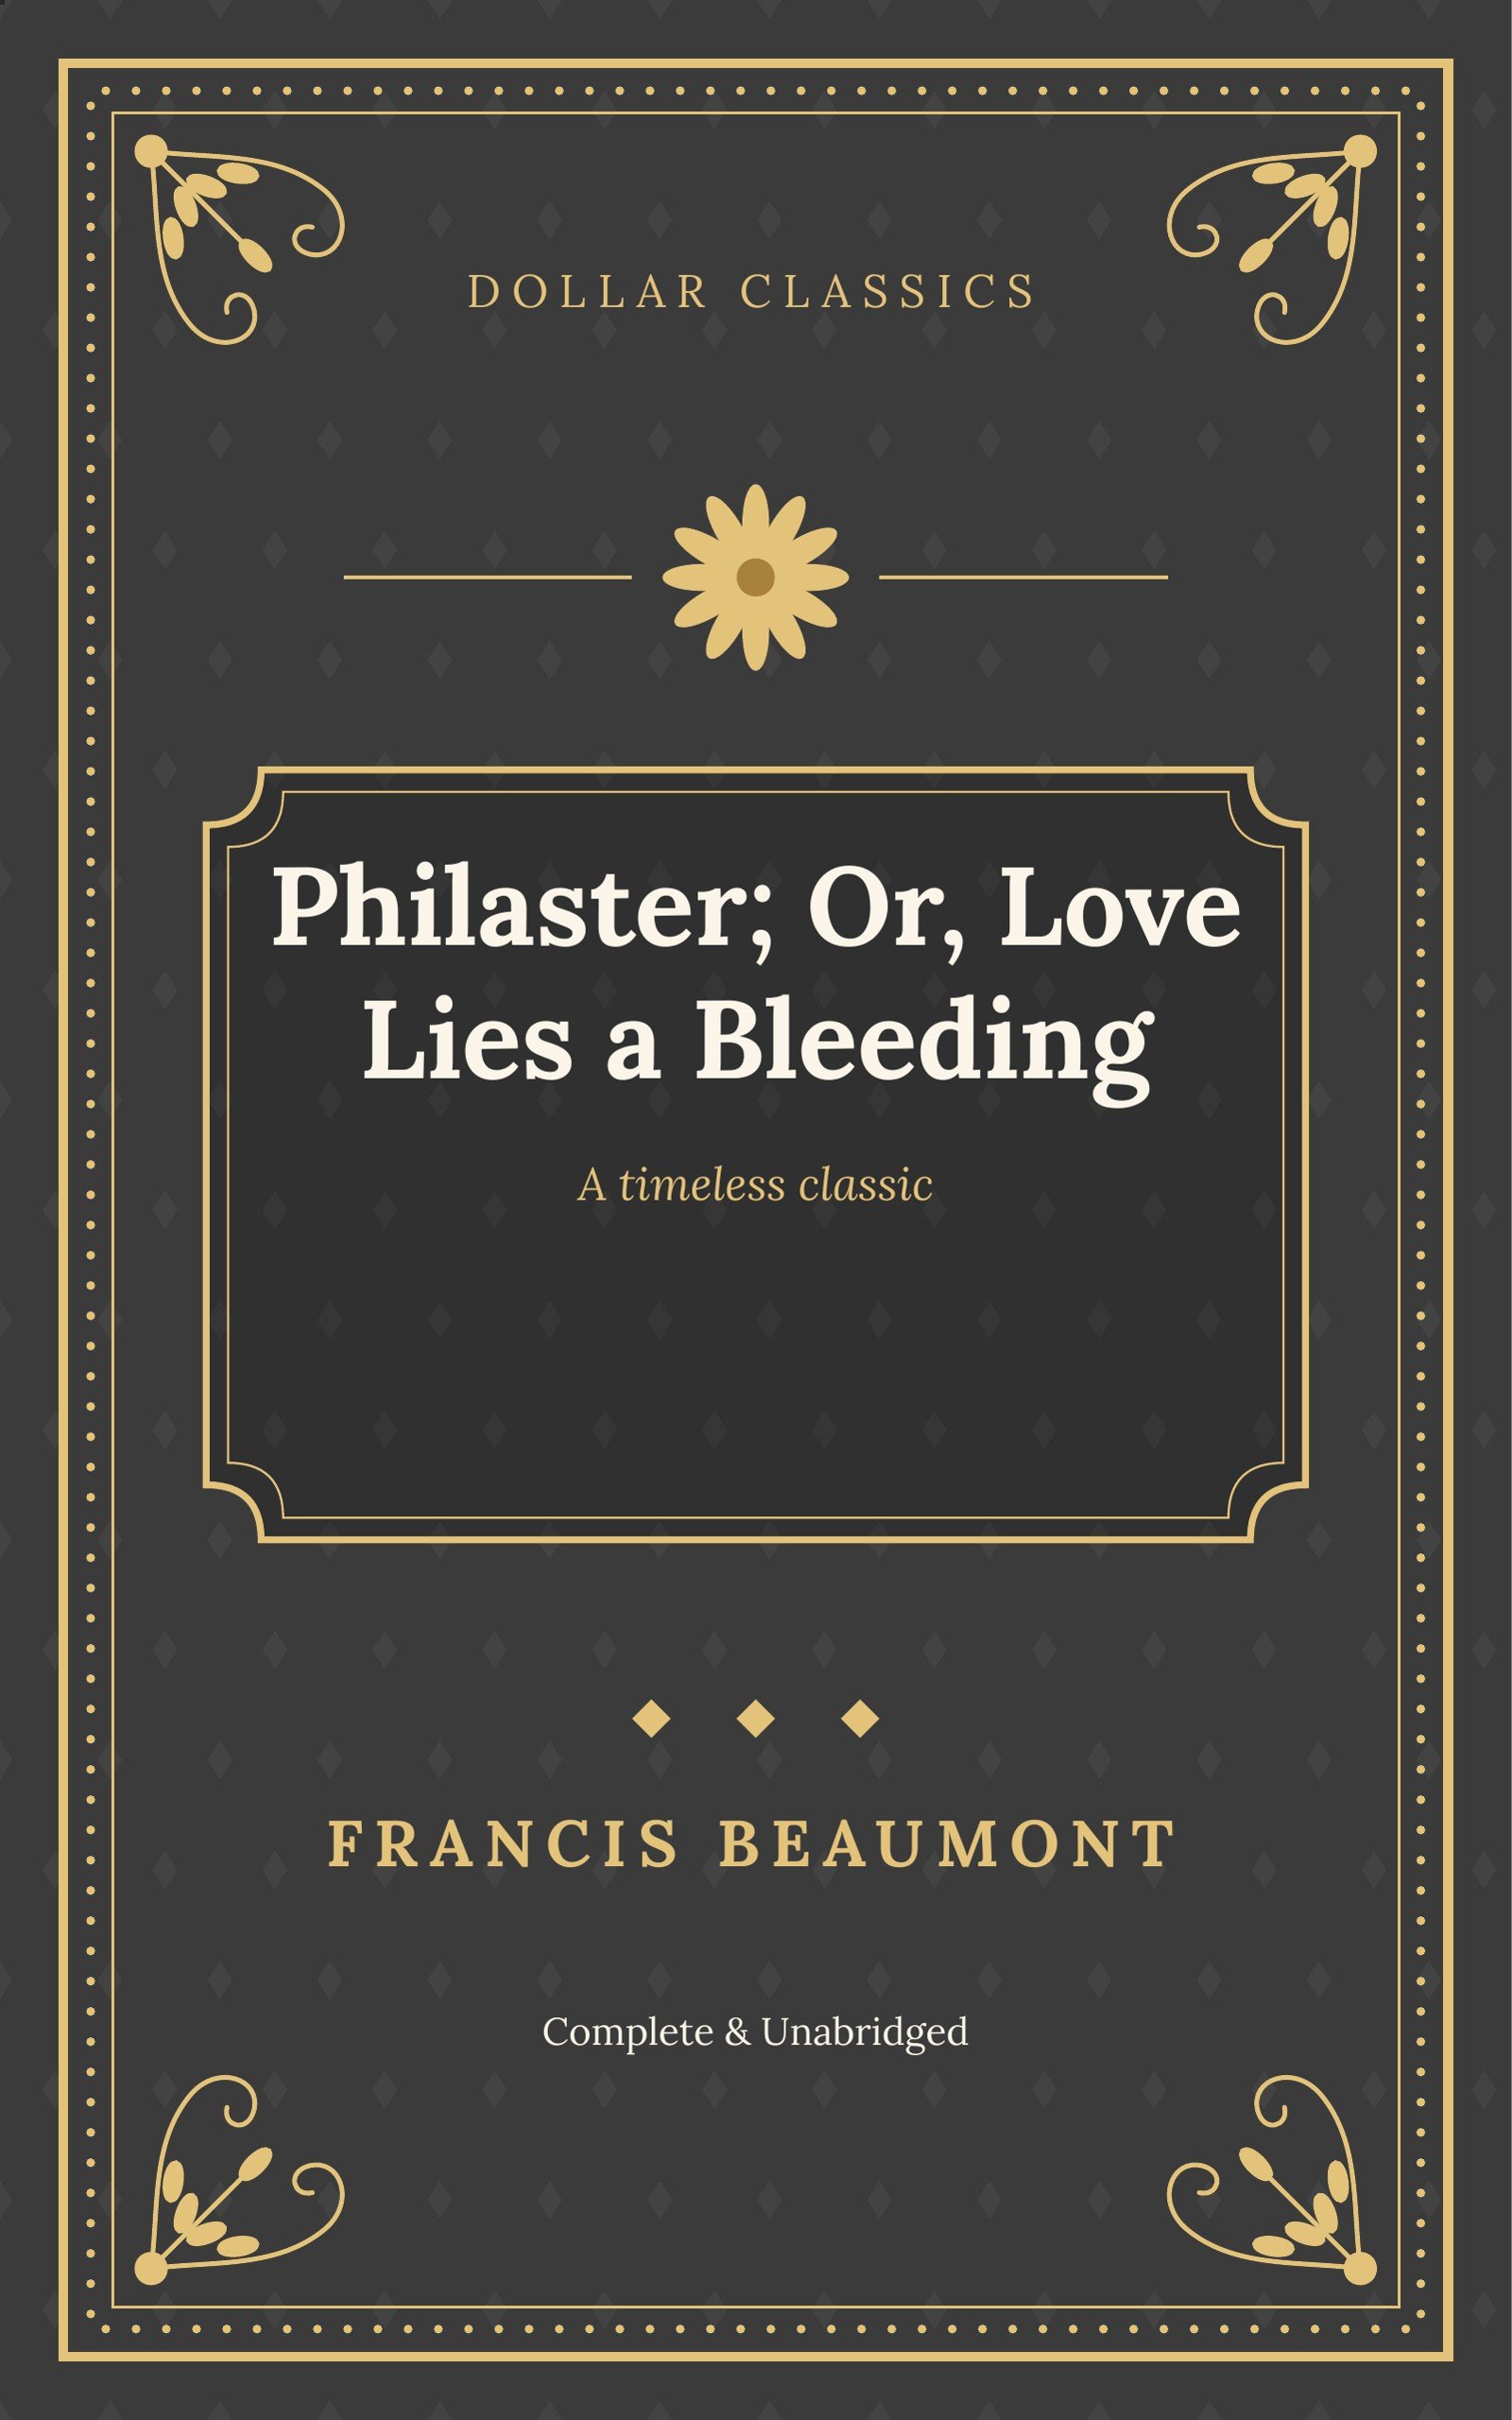 DOLLAR CLASSICS
Philaster; Or, Love
Lies a Bleeding
A timeless classic
FRANCIS BEAUMONT
Complete & Unabridged